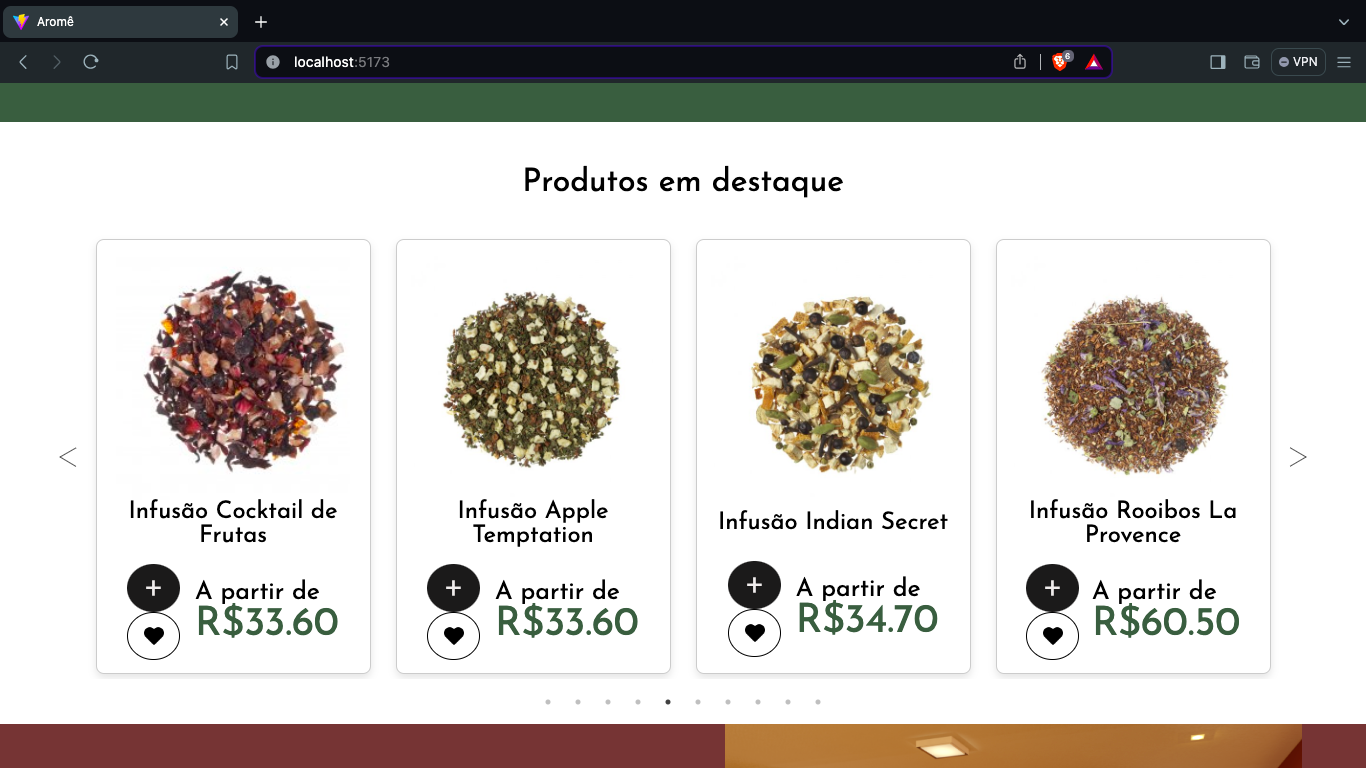 Aromê
localhost:5173
6
VPN
Produtos em destaque
Infusão Cocktail de
Frutas
A partir de
R$33.60
Infusão Apple
Temptation
A partir de
R$33.60
Infusão Indian Secret
A partir de
R$34.70
Infusão Rooibos La
Provence
A partir de
R$60.50